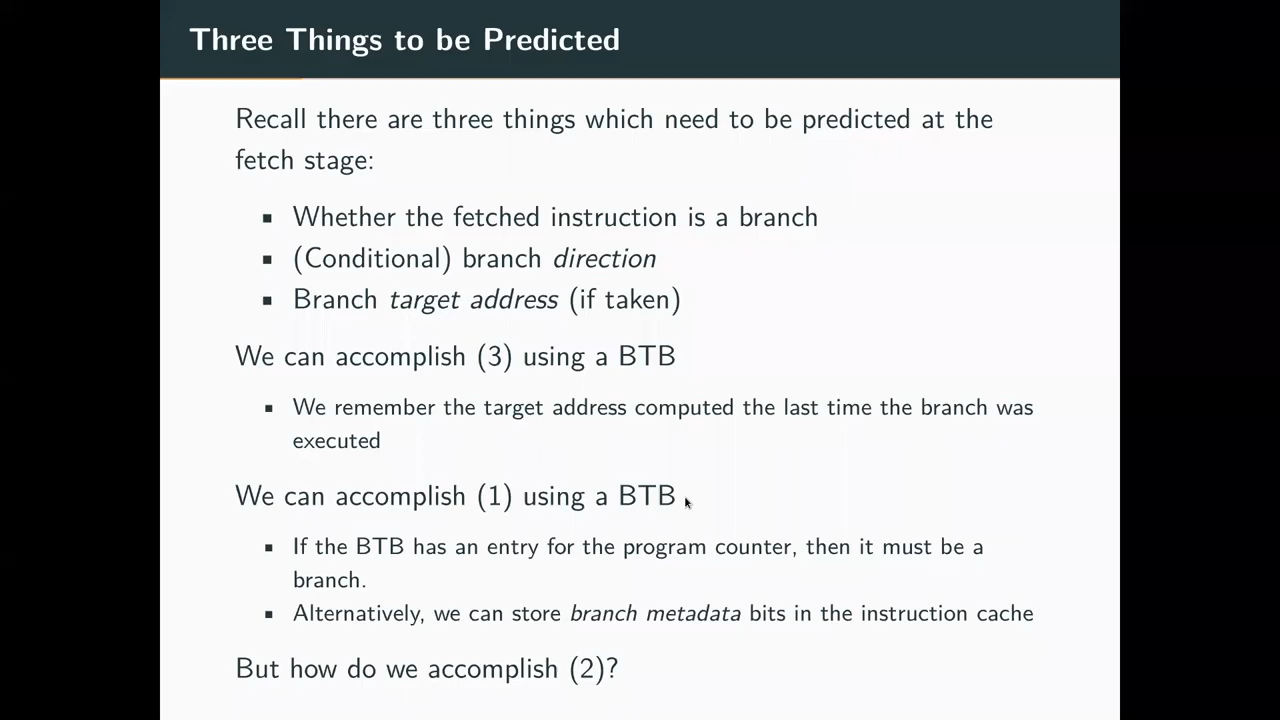 Three Things to be Predicted
Recall there are three things which need to be predicted at the
fetch stage:
▪ Whether the fetched instruction is a branch
▪ (Conditional) branch direction
▪ Branch target address (if taken)
We can accomplish (3) using a BTB
▪ We remember the target address computed the last time the branch was
executed
We can accomplish (1) using a BTB
▪ If the BTB has an entry for the program counter, then it must be a
branch.
▪ Alternatively, we can store branch metadata bits in the instruction cache
But how do we accomplish (2)?